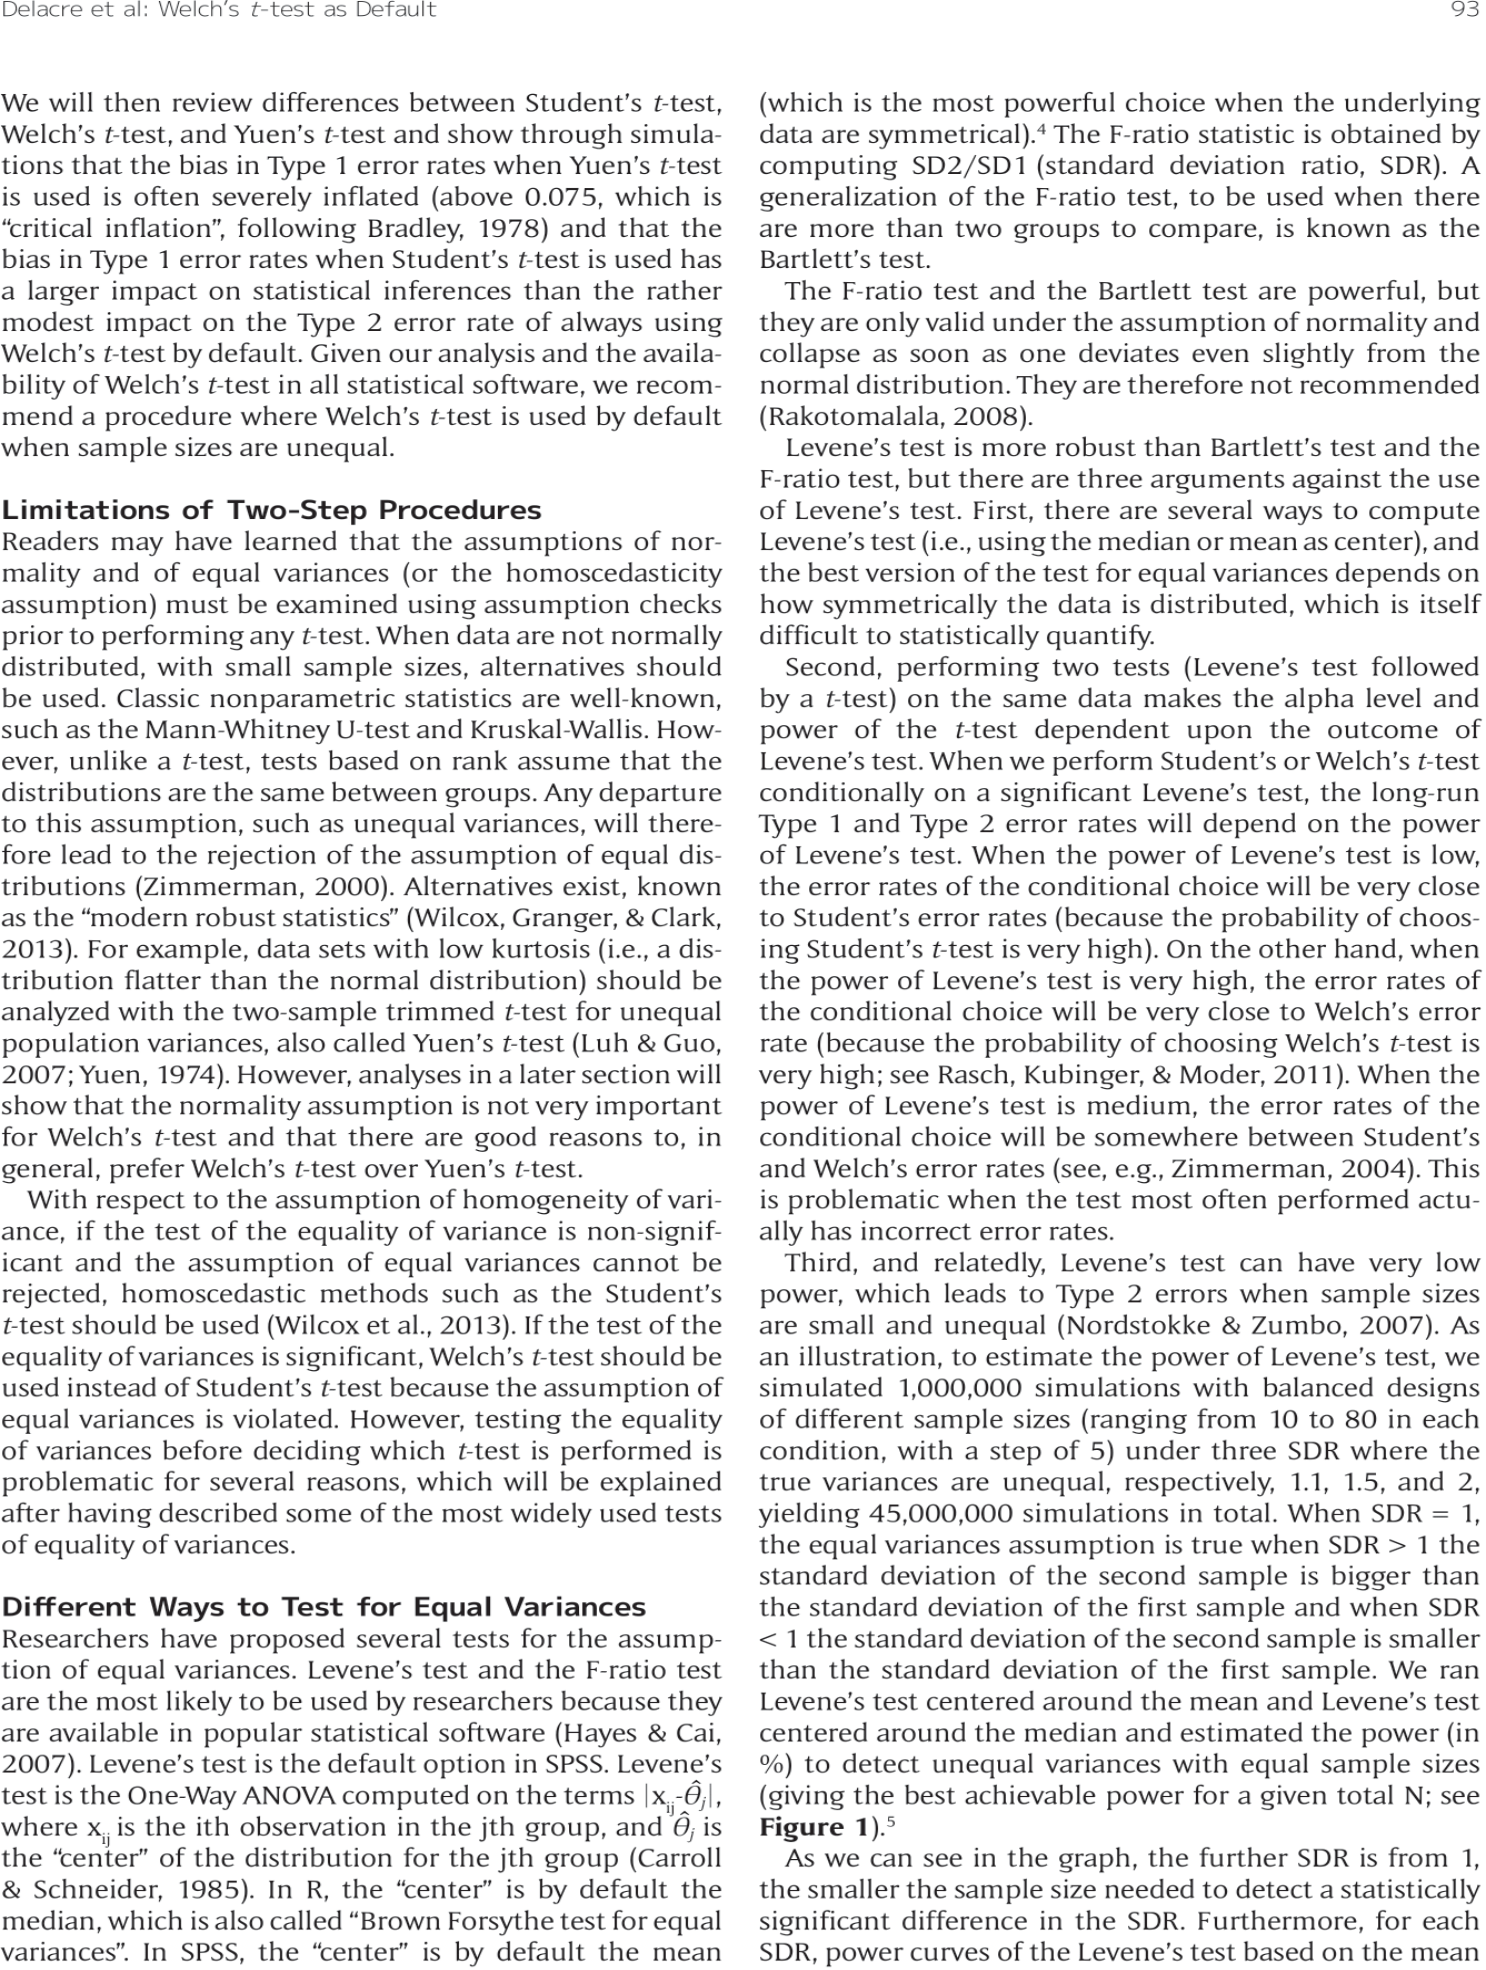 Delacre et al: Welch's t-test as Default 93
We will then review differences between Student's t-test,
Welch's t-test, and Yuen's t-test and show through simula-
tions that the bias in Type 1 error rates when Yuen's t-test
is used is often severely inflated (above 0.075, which is
“critical inflation”, following Bradley, 1978) and that the
bias in Type 1 error rates when Student's t-test is used has
a larger impact on statistical inferences than the rather
modest impact on the Type 2 error rate of always using
Welch's t-test by default. Given our analysis and the availa-
bility of Welch's t-test in all statistical software, we recom-
mend a procedure where Welch's t-test is used by default
when sample sizes are unequal.
Limitations of Two-Step Procedures
Readers may have learned that the assumptions of nor-
mality and of equal variances (or the homoscedasticity
assumption) must be examined using assumption checks
prior to performing any t-test. When data are not normally
distributed, with small sample sizes, alternatives should
be used. Classic nonparametric statistics are well-known,
such as the Mann-Whitney U-test and Kruskal-Wallis. How-
ever, unlike a t-test, tests based on rank assume that the
distributions are the same between groups. Any departure
to this assumption, such as unequal variances, will there-
fore lead to the rejection of the assumption of equal dis-
tributions (Zimmerman, 2000). Alternatives exist, known
as the “modern robust statistics” (Wilcox, Granger, & Clark,
2013). For example, data sets with low kurtosis (i.e., a dis-
tribution flatter than the normal distribution) should be
analyzed with the two-sample trimmed t-test for unequal
population variances, also called Yuen's t-test (Luh & Guo,
2007; Yuen, 1974). However, analyses in a later section will
show that the normality assumption is not very important
for Welch's t-test and that there are good reasons to, in
general, prefer Welch's t-test over Yuen's t-test.
With respect to the assumption of homogeneity of vari-
ance, if the test of the equality of variance is non-signif-
icant and the assumption of equal variances cannot be
rejected, homoscedastic methods such as the Student's
t-test should be used (Wilcox et al., 2013). If the test of the
equality of variances is significant, Welch's t-test should be
used instead of Student's t-test because the assumption of
equal variances is violated. However, testing the equality
of variances before deciding which t-test is performed is
problematic for several reasons, which will be explained
after having described some of the most widely used tests
of equality of variances.
Different Ways to Test for Equal Variances
Researchers have proposed several tests for the assump-
tion of equal variances. Levene's test and the F-ratio test
are the most likely to be used by researchers because they
are available in popular statistical software (Hayes & Cai,
2007). Levene's test is the default option in SPSS. Levene's
test is the One-Way ANOVA computed on the terms |xij-θ̂j|,
where xij is the ith observation in the jth group, and θ̂j is
the “center” of the distribution for the jth group (Carroll
& Schneider, 1985). In R, the “center” is by default the
median, which is also called “Brown Forsythe test for equal
variances”. In SPSS, the “center” is by default the mean
(which is the most powerful choice when the underlying
data are symmetrical).⁴ The F-ratio statistic is obtained by
computing SD2/SD1 (standard deviation ratio, SDR). A
generalization of the F-ratio test, to be used when there
are more than two groups to compare, is known as the
Bartlett's test.
The F-ratio test and the Bartlett test are powerful, but
they are only valid under the assumption of normality and
collapse as soon as one deviates even slightly from the
normal distribution. They are therefore not recommended
(Rakotomalala, 2008).
Levene's test is more robust than Bartlett's test and the
F-ratio test, but there are three arguments against the use
of Levene's test. First, there are several ways to compute
Levene's test (i.e., using the median or mean as center), and
the best version of the test for equal variances depends on
how symmetrically the data is distributed, which is itself
difficult to statistically quantify.
Second, performing two tests (Levene's test followed
by a t-test) on the same data makes the alpha level and
power of the t-test dependent upon the outcome of
Levene's test. When we perform Student's or Welch's t-test
conditionally on a significant Levene's test, the long-run
Type 1 and Type 2 error rates will depend on the power
of Levene's test. When the power of Levene's test is low,
the error rates of the conditional choice will be very close
to Student's error rates (because the probability of choos-
ing Student's t-test is very high). On the other hand, when
the power of Levene's test is very high, the error rates of
the conditional choice will be very close to Welch's error
rate (because the probability of choosing Welch's t-test is
very high; see Rasch, Kubinger, & Moder, 2011). When the
power of Levene's test is medium, the error rates of the
conditional choice will be somewhere between Student's
and Welch's error rates (see, e.g., Zimmerman, 2004). This
is problematic when the test most often performed actu-
ally has incorrect error rates.
Third, and relatedly, Levene's test can have very low
power, which leads to Type 2 errors when sample sizes
are small and unequal (Nordstokke & Zumbo, 2007). As
an illustration, to estimate the power of Levene's test, we
simulated 1,000,000 simulations with balanced designs
of different sample sizes (ranging from 10 to 80 in each
condition, with a step of 5) under three SDR where the
true variances are unequal, respectively, 1.1, 1.5, and 2,
yielding 45,000,000 simulations in total. When SDR = 1,
the equal variances assumption is true when SDR > 1 the
standard deviation of the second sample is bigger than
the standard deviation of the first sample and when SDR
< 1 the standard deviation of the second sample is smaller
than the standard deviation of the first sample. We ran
Levene's test centered around the mean and Levene's test
centered around the median and estimated the power (in
%) to detect unequal variances with equal sample sizes
(giving the best achievable power for a given total N; see
Figure 1).⁵
As we can see in the graph, the further SDR is from 1,
the smaller the sample size needed to detect a statistically
significant difference in the SDR. Furthermore, for each
SDR, power curves of the Levene's test based on the mean